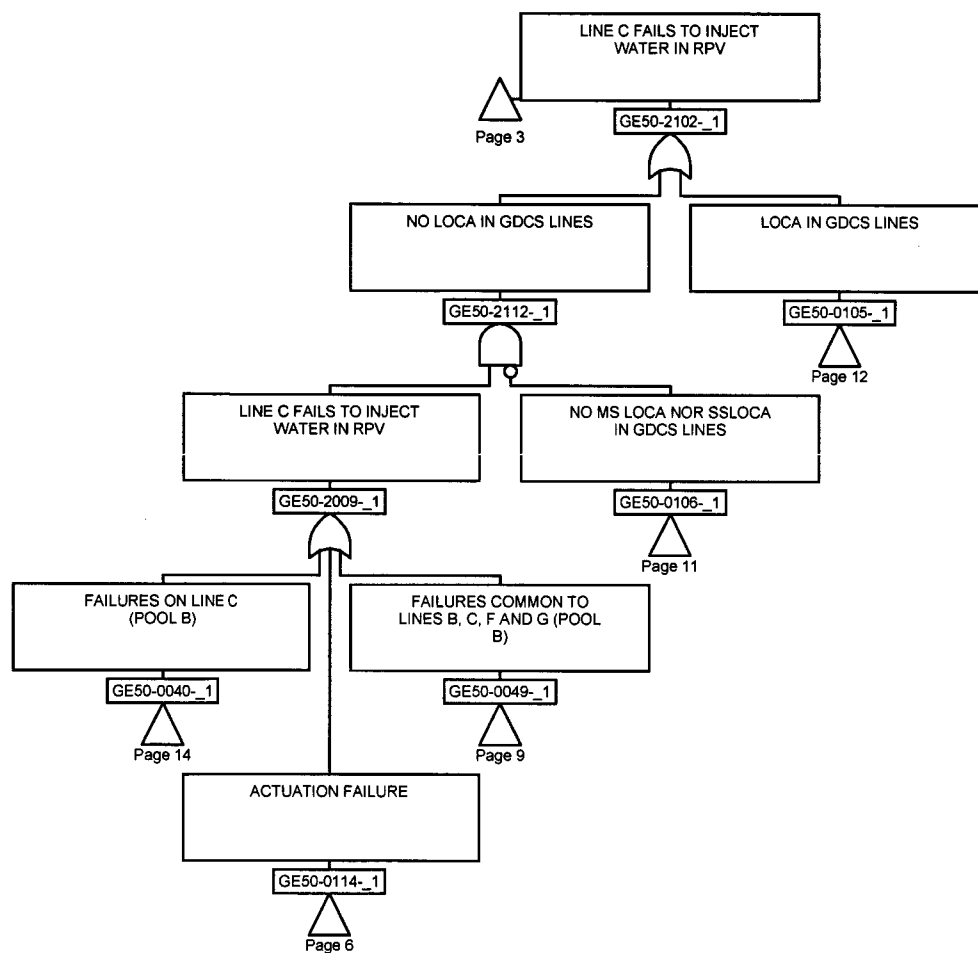 LINE C FAILS TO INJECT
WATER IN RPV
Page 3
GE50-2102-_1
NO LOCA IN GDCS LINES
LOCA IN GDCS LINES
GE50-2112-_1
GE50-0105-_1
Page 12
LINE C FAILS TO INJECT
WATER IN RPV
NO MS LOCA NOR SSLOCA
IN GDCS LINES
GE50-2009-_1
GE50-0106-_1
Page 11
FAILURES ON LINE C
(POOL B)
FAILURES COMMON TO
LINES B, C, F AND G (POOL
B)
GE50-0040-_1
GE50-0049-_1
Page 14
Page 9
ACTUATION FAILURE
GE50-0114-_1
Page 6